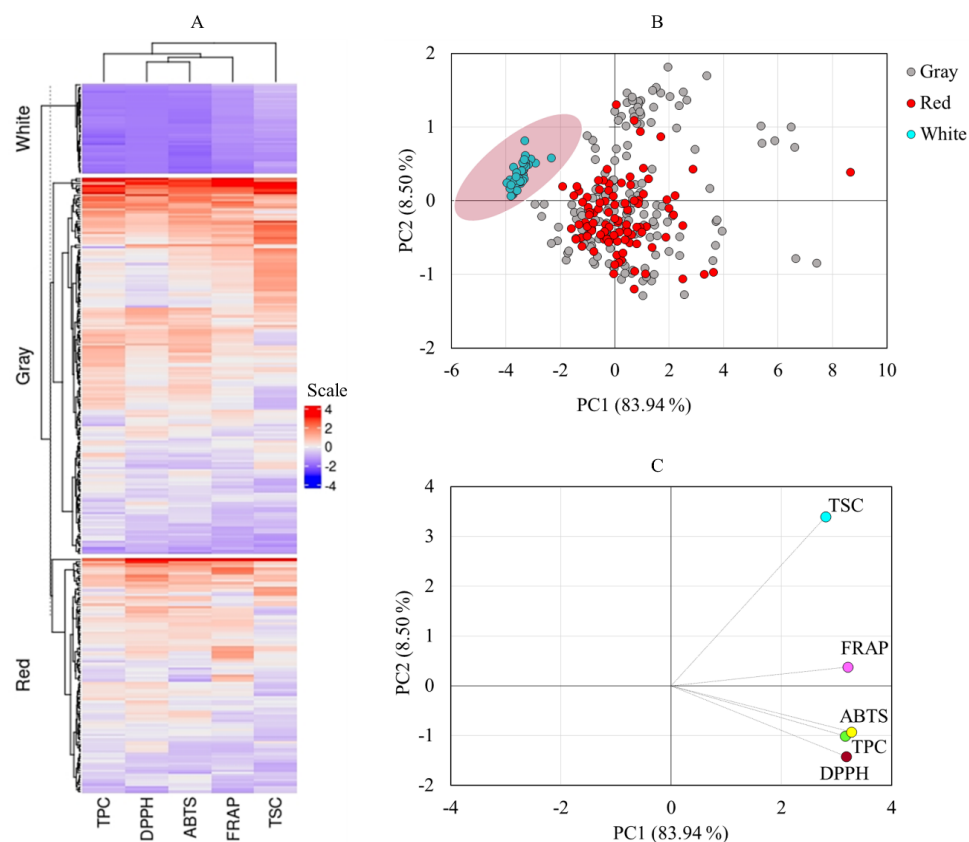 A
White
Gray
Red
Scale
4
2
0
-2
-4
TPC
DPPH
ABTS
FRAP
TSC
B
2
1
0
-1
-2
-6
-4
-2
0
2
4
6
8
10
PC2 (8.50 %)
PC1 (83.94 %)
Gray
Red
White
C
4
3
2
1
0
-1
-2
-4
-2
0
2
4
PC2 (8.50 %)
PC1 (83.94 %)
TSC
FRAP
ABTS
TPC
DPPH